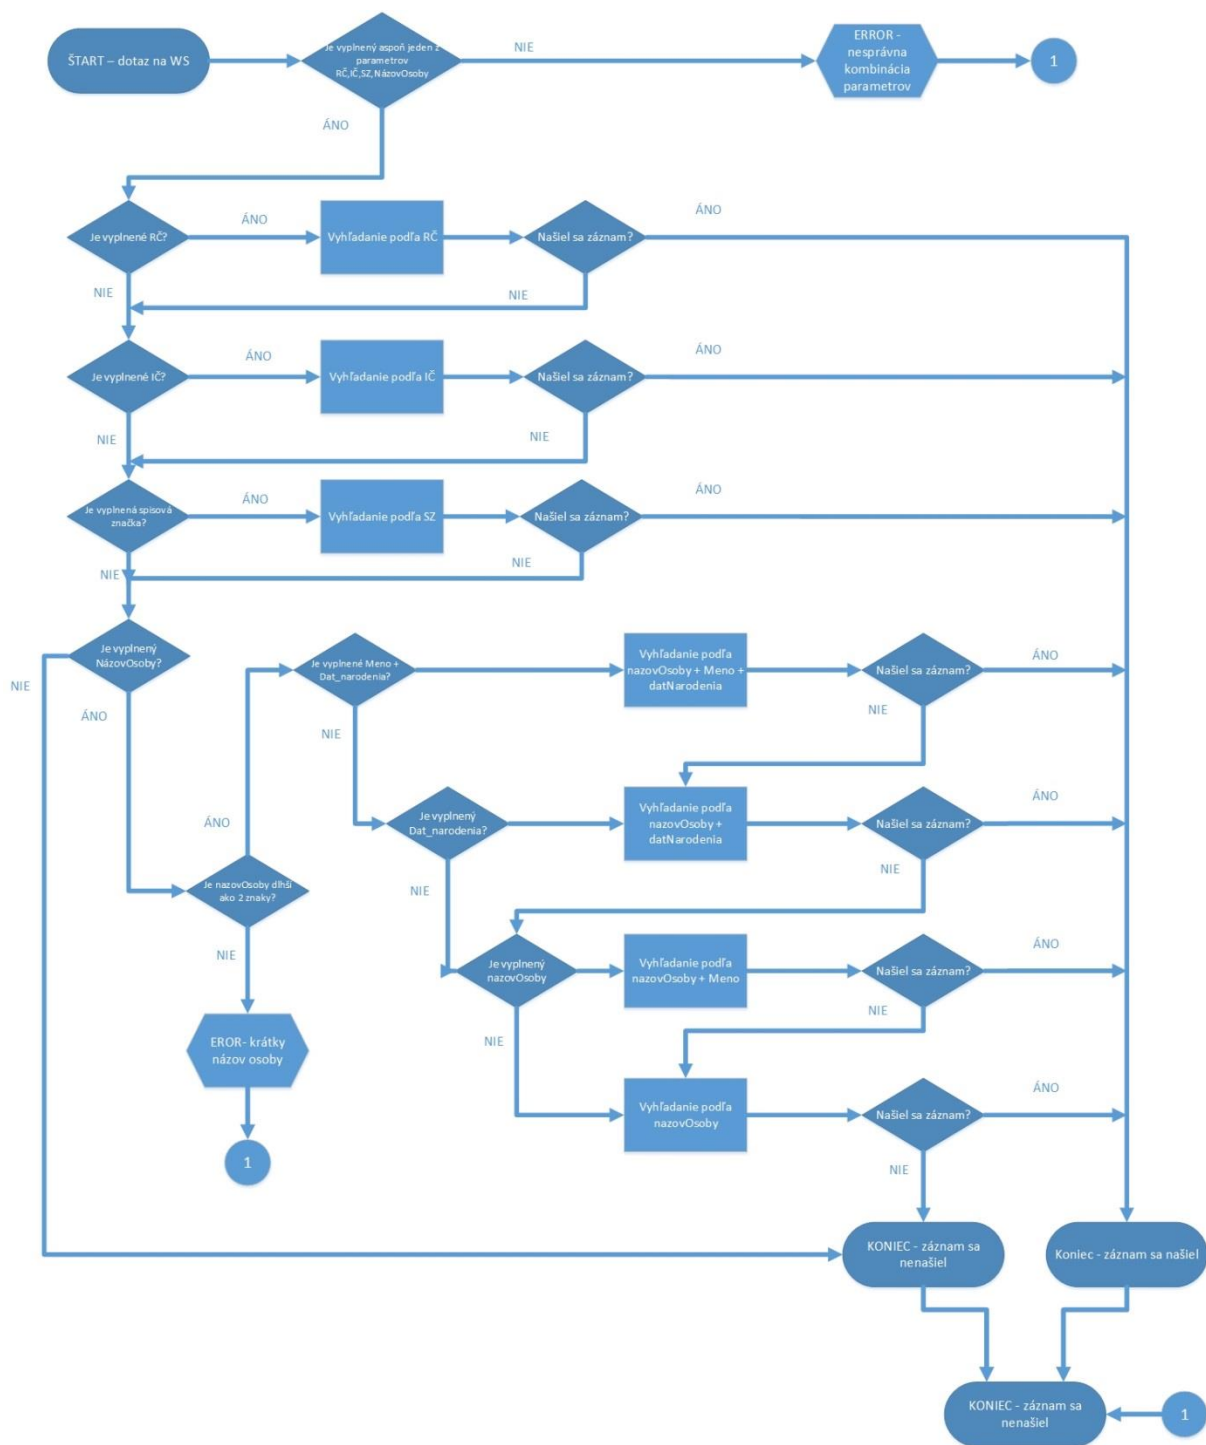 ŠTART – dotaz na WS
Je vyplnený aspoň jeden z
parametrov
RČ,IČ,SZ,NázovOsoby
NIE
ERROR -
nesprávna
kombinácia
parametrov
1
ÁNO
Je vyplnené RČ?
ÁNO
Vyhľadanie podľa RČ
Našiel sa záznam?
ÁNO
NIE
NIE
Je vyplnené IČ?
ÁNO
Vyhľadanie podľa IČ
Našiel sa záznam?
ÁNO
NIE
NIE
Je vyplnená spisová
značka?
ÁNO
Vyhľadanie podľa SZ
Našiel sa záznam?
ÁNO
NIE
NIE
Je vyplnený
NázovOsoby?
NIE
ÁNO
Je vyplnené Meno +
Dat_narodenia?
Vyhľadanie podľa
nazovOsoby + Meno +
datNarodenia
Našiel sa záznam?
ÁNO
NIE
NIE
Je vyplnený
Dat_narodenia?
Vyhľadanie podľa
nazovOsoby +
datNarodenia
Našiel sa záznam?
ÁNO
ÁNO
Je nazovOsoby dlhší
ako 2 znaky?
NIE
NIE
NIE
Je vyplnený
nazovOsoby
Vyhľadanie podľa
nazovOsoby + Meno
Našiel sa záznam?
ÁNO
NIE
NIE
EROR- krátky
názov osoby
1
Vyhľadanie podľa
nazovOsoby
Našiel sa záznam?
ÁNO
NIE
KONIEC - záznam sa
nenašiel
Koniec - záznam sa našiel
KONIEC - záznam sa
nenašiel
1